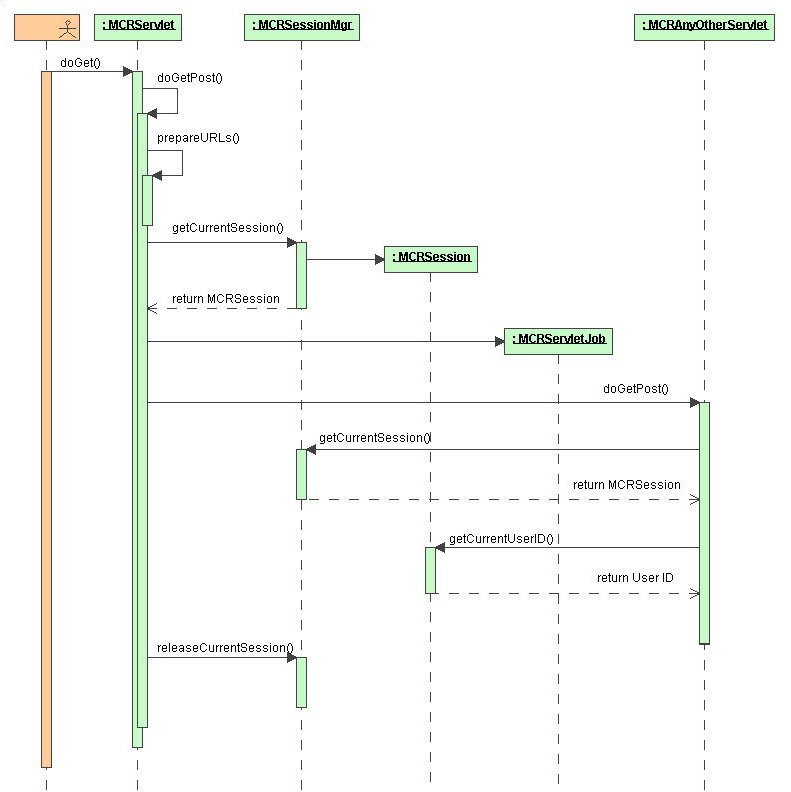 : MCRServlet
: MCRSessionMgr
: MCRAnyOtherServlet
doGet()
doGetPost()
prepareURLs()
getCurrentSession()
: MCRSession
return MCRSession
: MCRServletJob
doGetPost()
getCurrentSession()
return MCRSession
getCurrentUserID()
return User ID
releaseCurrentSession()